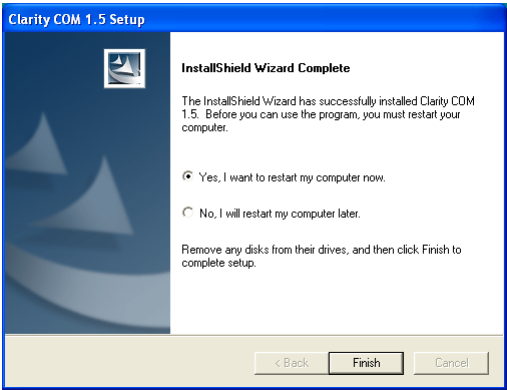 Clarity COM 1.5 Setup
InstallShield Wizard Complete
The InstallShield Wizard has successfully installed Clarity COM
1.5. Before you can use the program, you must restart your
computer.
Yes, I want to restart my computer now.
No, I will restart my computer later.
Remove any disks from their drives, and then click Finish to
complete setup.
< Back Finish Cancel